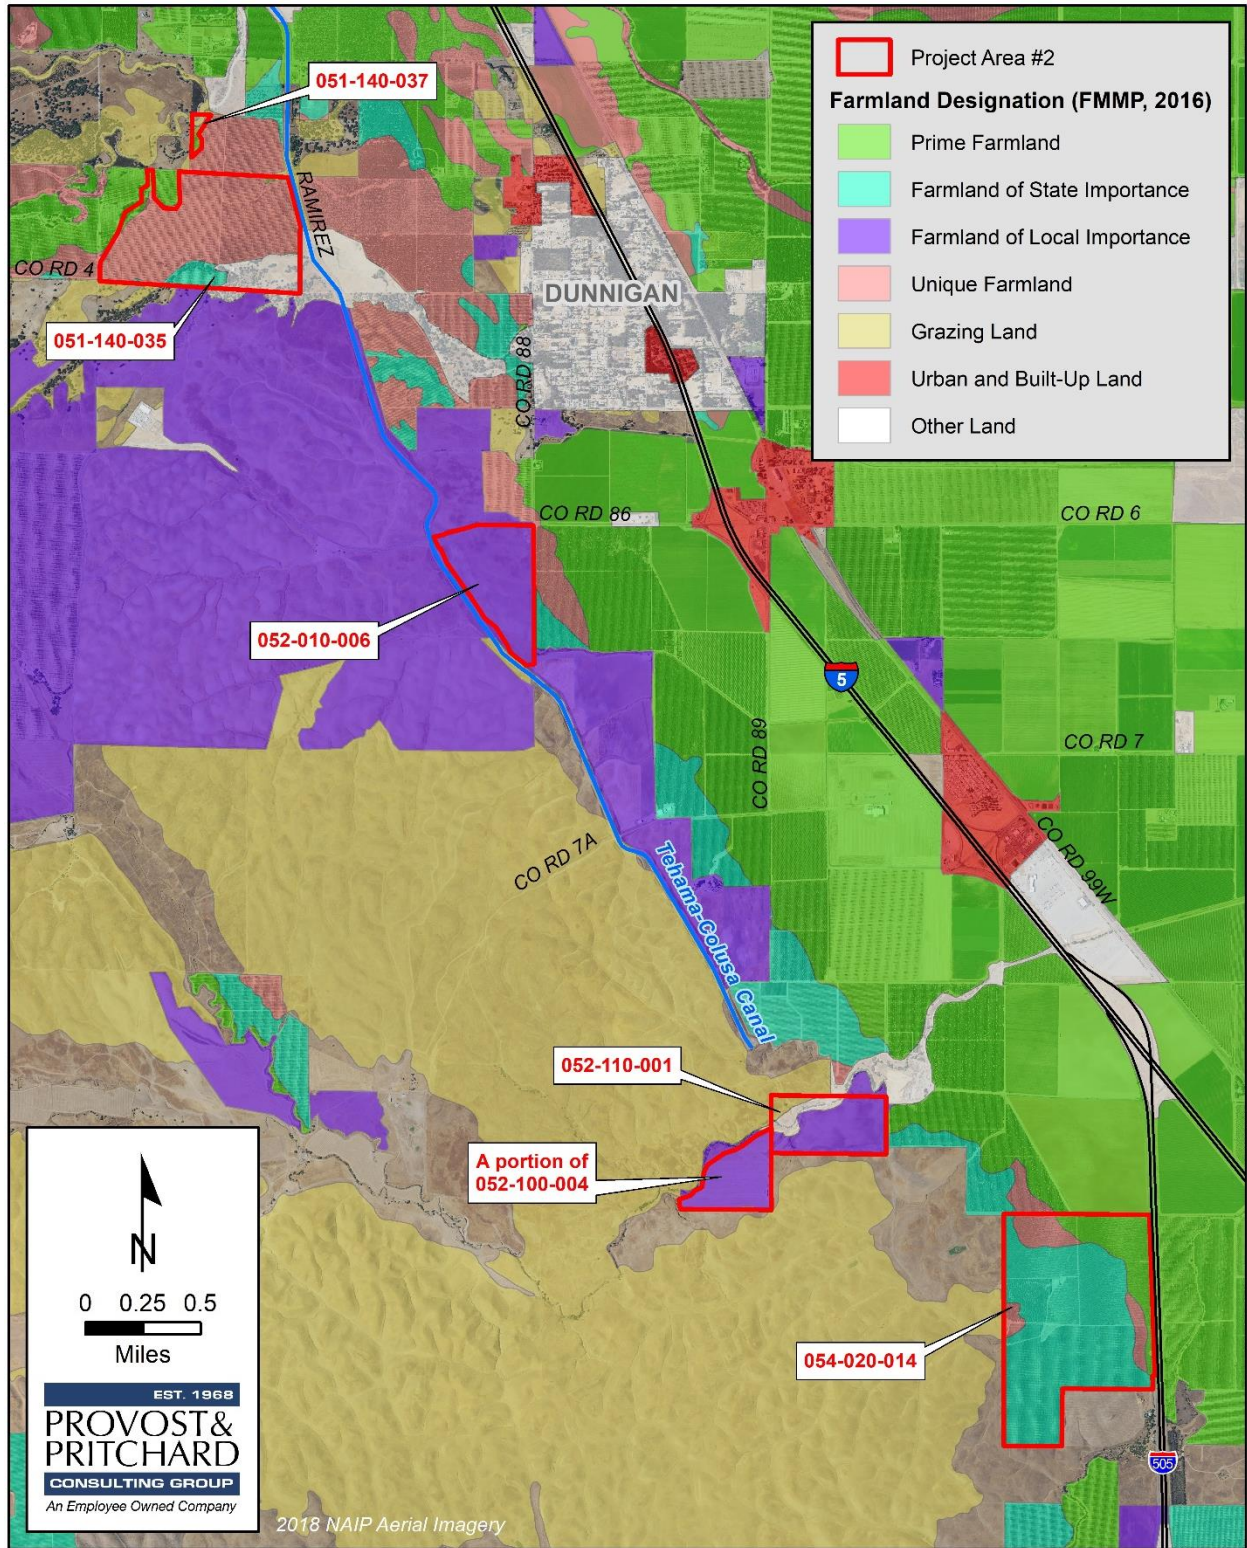 Project Area #2
Farmland Designation (FMMP, 2016)
Prime Farmland
Farmland of State Importance
Farmland of Local Importance
Unique Farmland
Grazing Land
Urban and Built-Up Land
Other Land
051-140-037
RAMIREZ
CO RD 4
051-140-035
DUNNIGAN
CO RD 88
CO RD 86
CO RD 6
052-010-006
5
CO RD 89
CO RD 7
CO RD 7A
CO RD 99W
Tehama-Colusa Canal
052-110-001
A portion of
052-100-004
054-020-014
505
N
0 0.25 0.5
Miles
EST. 1968
PROVOST&
PRITCHARD
CONSULTING GROUP
An Employee Owned Company
2018 NAIP Aerial Imagery